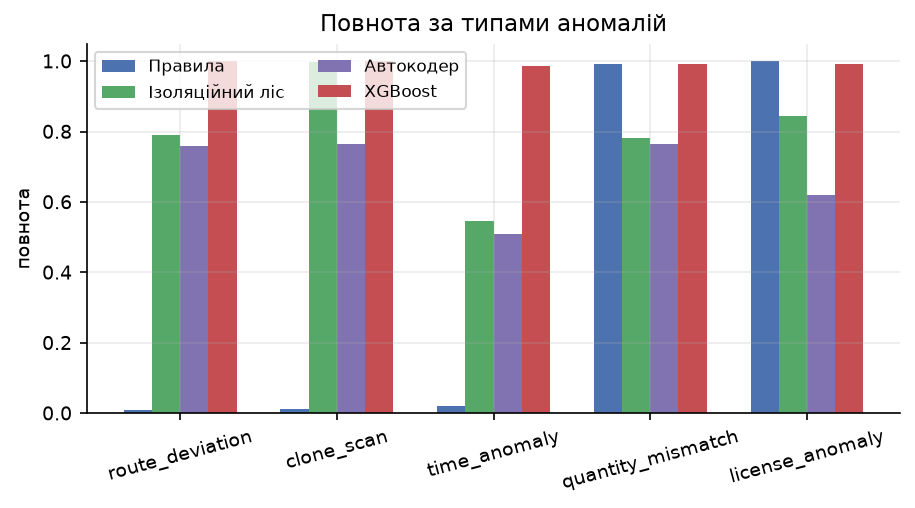 Повнота за типами аномалій
Правила
Ізоляційний ліс
Автокодер
XGBoost
повнота
1.0
0.8
0.6
0.4
0.2
0.0
route_deviation
clone_scan
time_anomaly
quantity_mismatch
license_anomaly